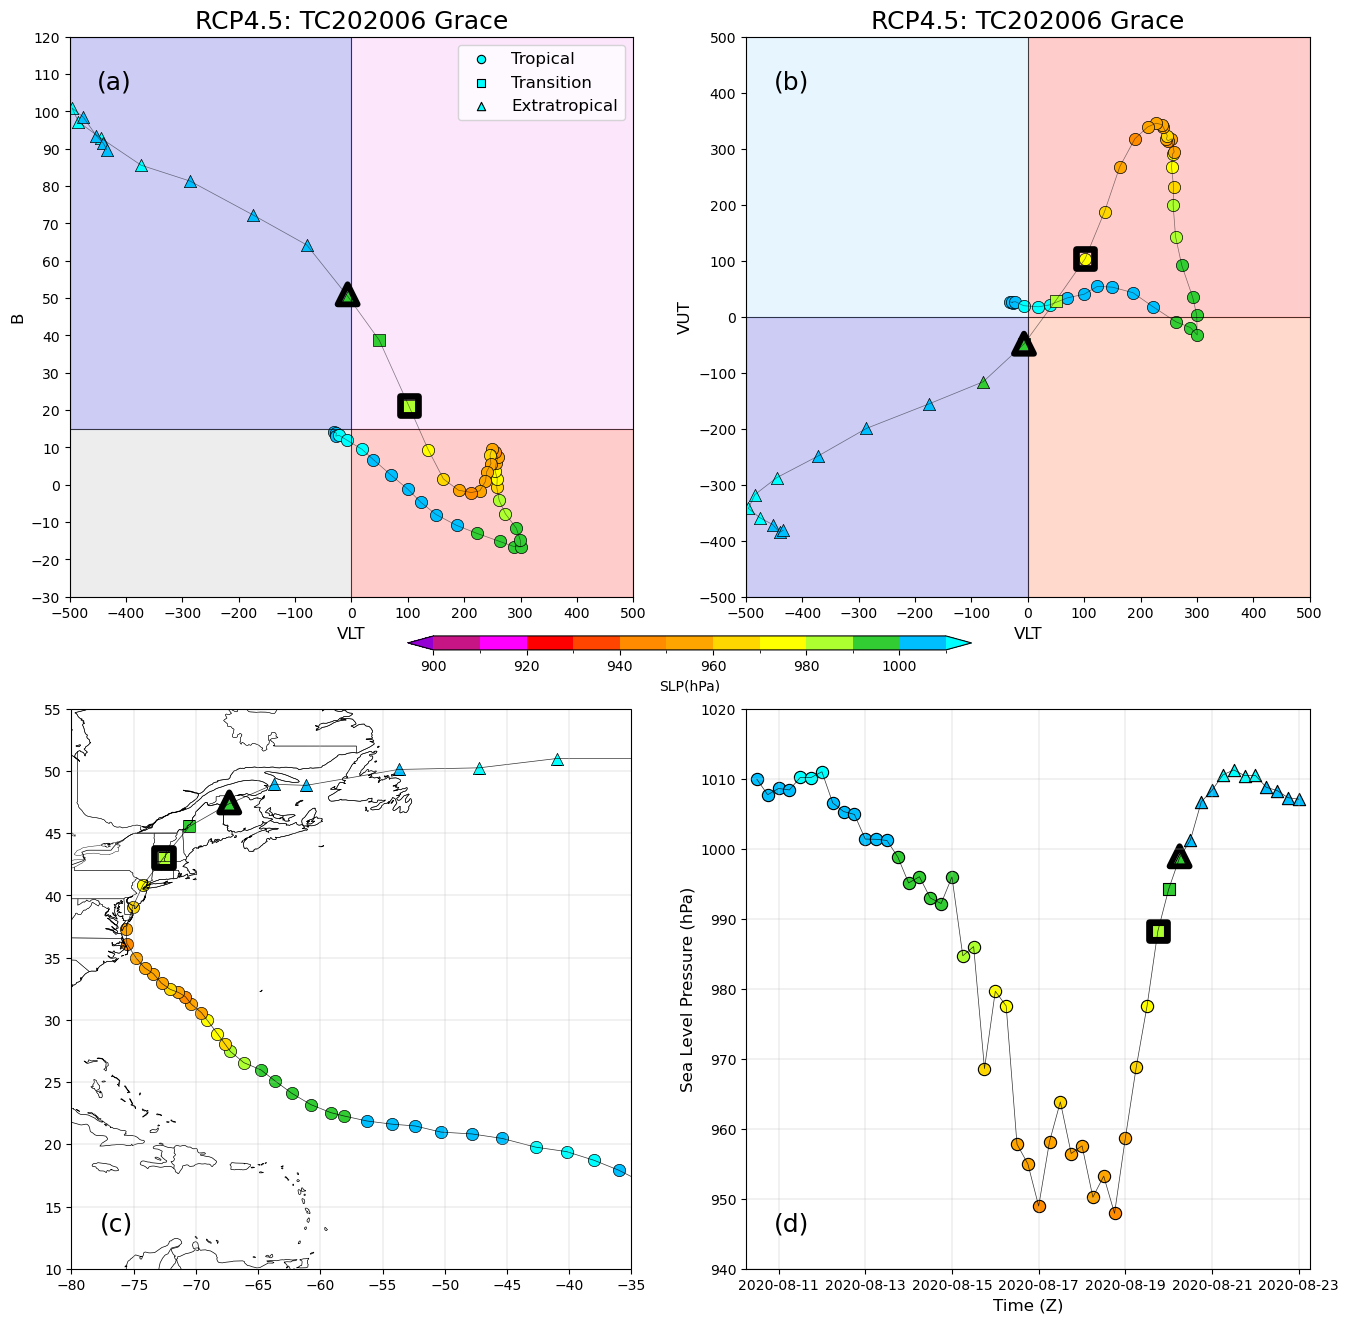 RCP4.5: TC202006 Grace
RCP4.5: TC202006 Grace
(a)
Tropical
Transition
Extratropical
B
120
110
100
90
80
70
60
50
40
30
20
10
0
−10
−20
−30
−500 −400 −300 −200 −100 0 100 200 300 400 500
VLT
(b)
VUT
500
400
300
200
100
0
−100
−200
−300
−400
−500
−500 −400 −300 −200 −100 0 100 200 300 400 500
VLT
900 920 940 960 980 1000
SLP(hPa)
(c)
55
50
45
40
35
30
25
20
15
10
−80 −75 −70 −65 −60 −55 −50 −45 −40 −35
(d)
Sea Level Pressure (hPa)
1020
1010
1000
990
980
970
960
950
940
2020-08-11 2020-08-13 2020-08-15 2020-08-17 2020-08-19 2020-08-21 2020-08-23
Time (Z)